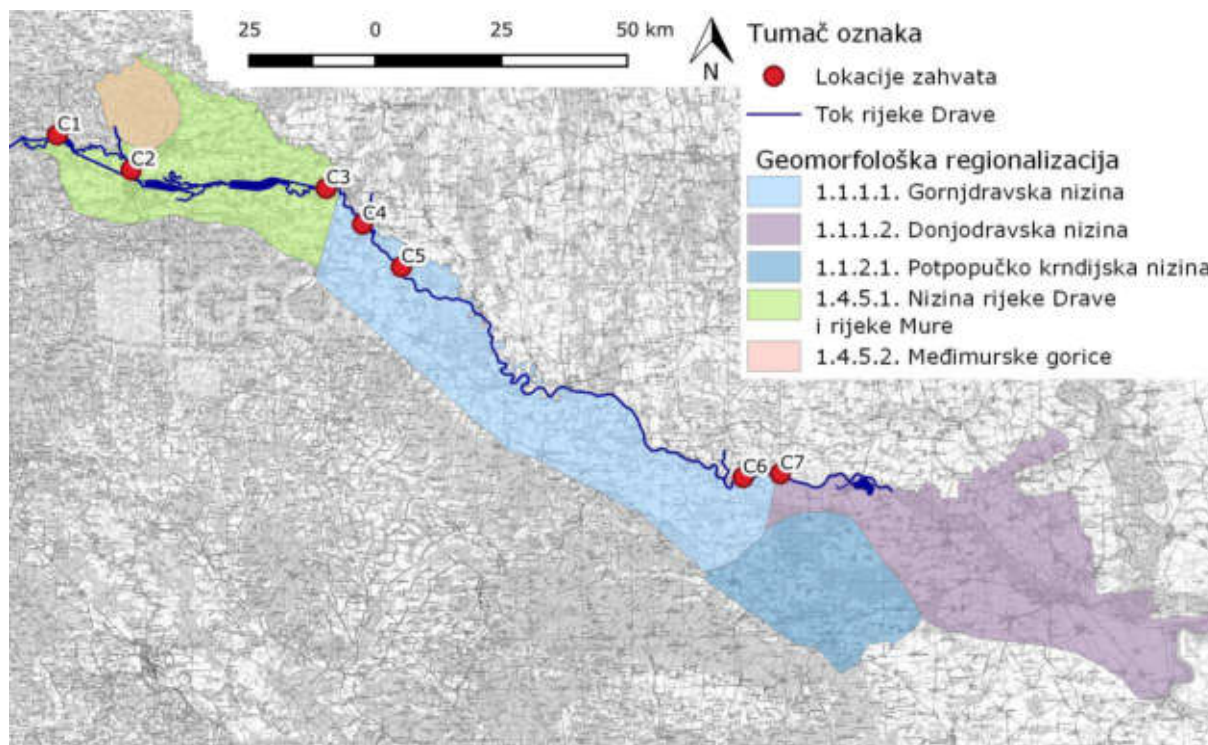 25 0 50 km
N
Tumač oznaka
Lokacije zahvata
Tok rijeke Drave
Geomorfološka regionalizacija
1.1.1.1. Gornjdravska nizina
1.1.1.2. Donjodravska nizina
1.1.2.1. Potpopučko krndijska nizina
1.4.5.1. Nizina rijeke Drave
i rijeke Mure
1.4.5.2. Međimurske gorice
C1
C2
C3
C4
C5
C6
C7